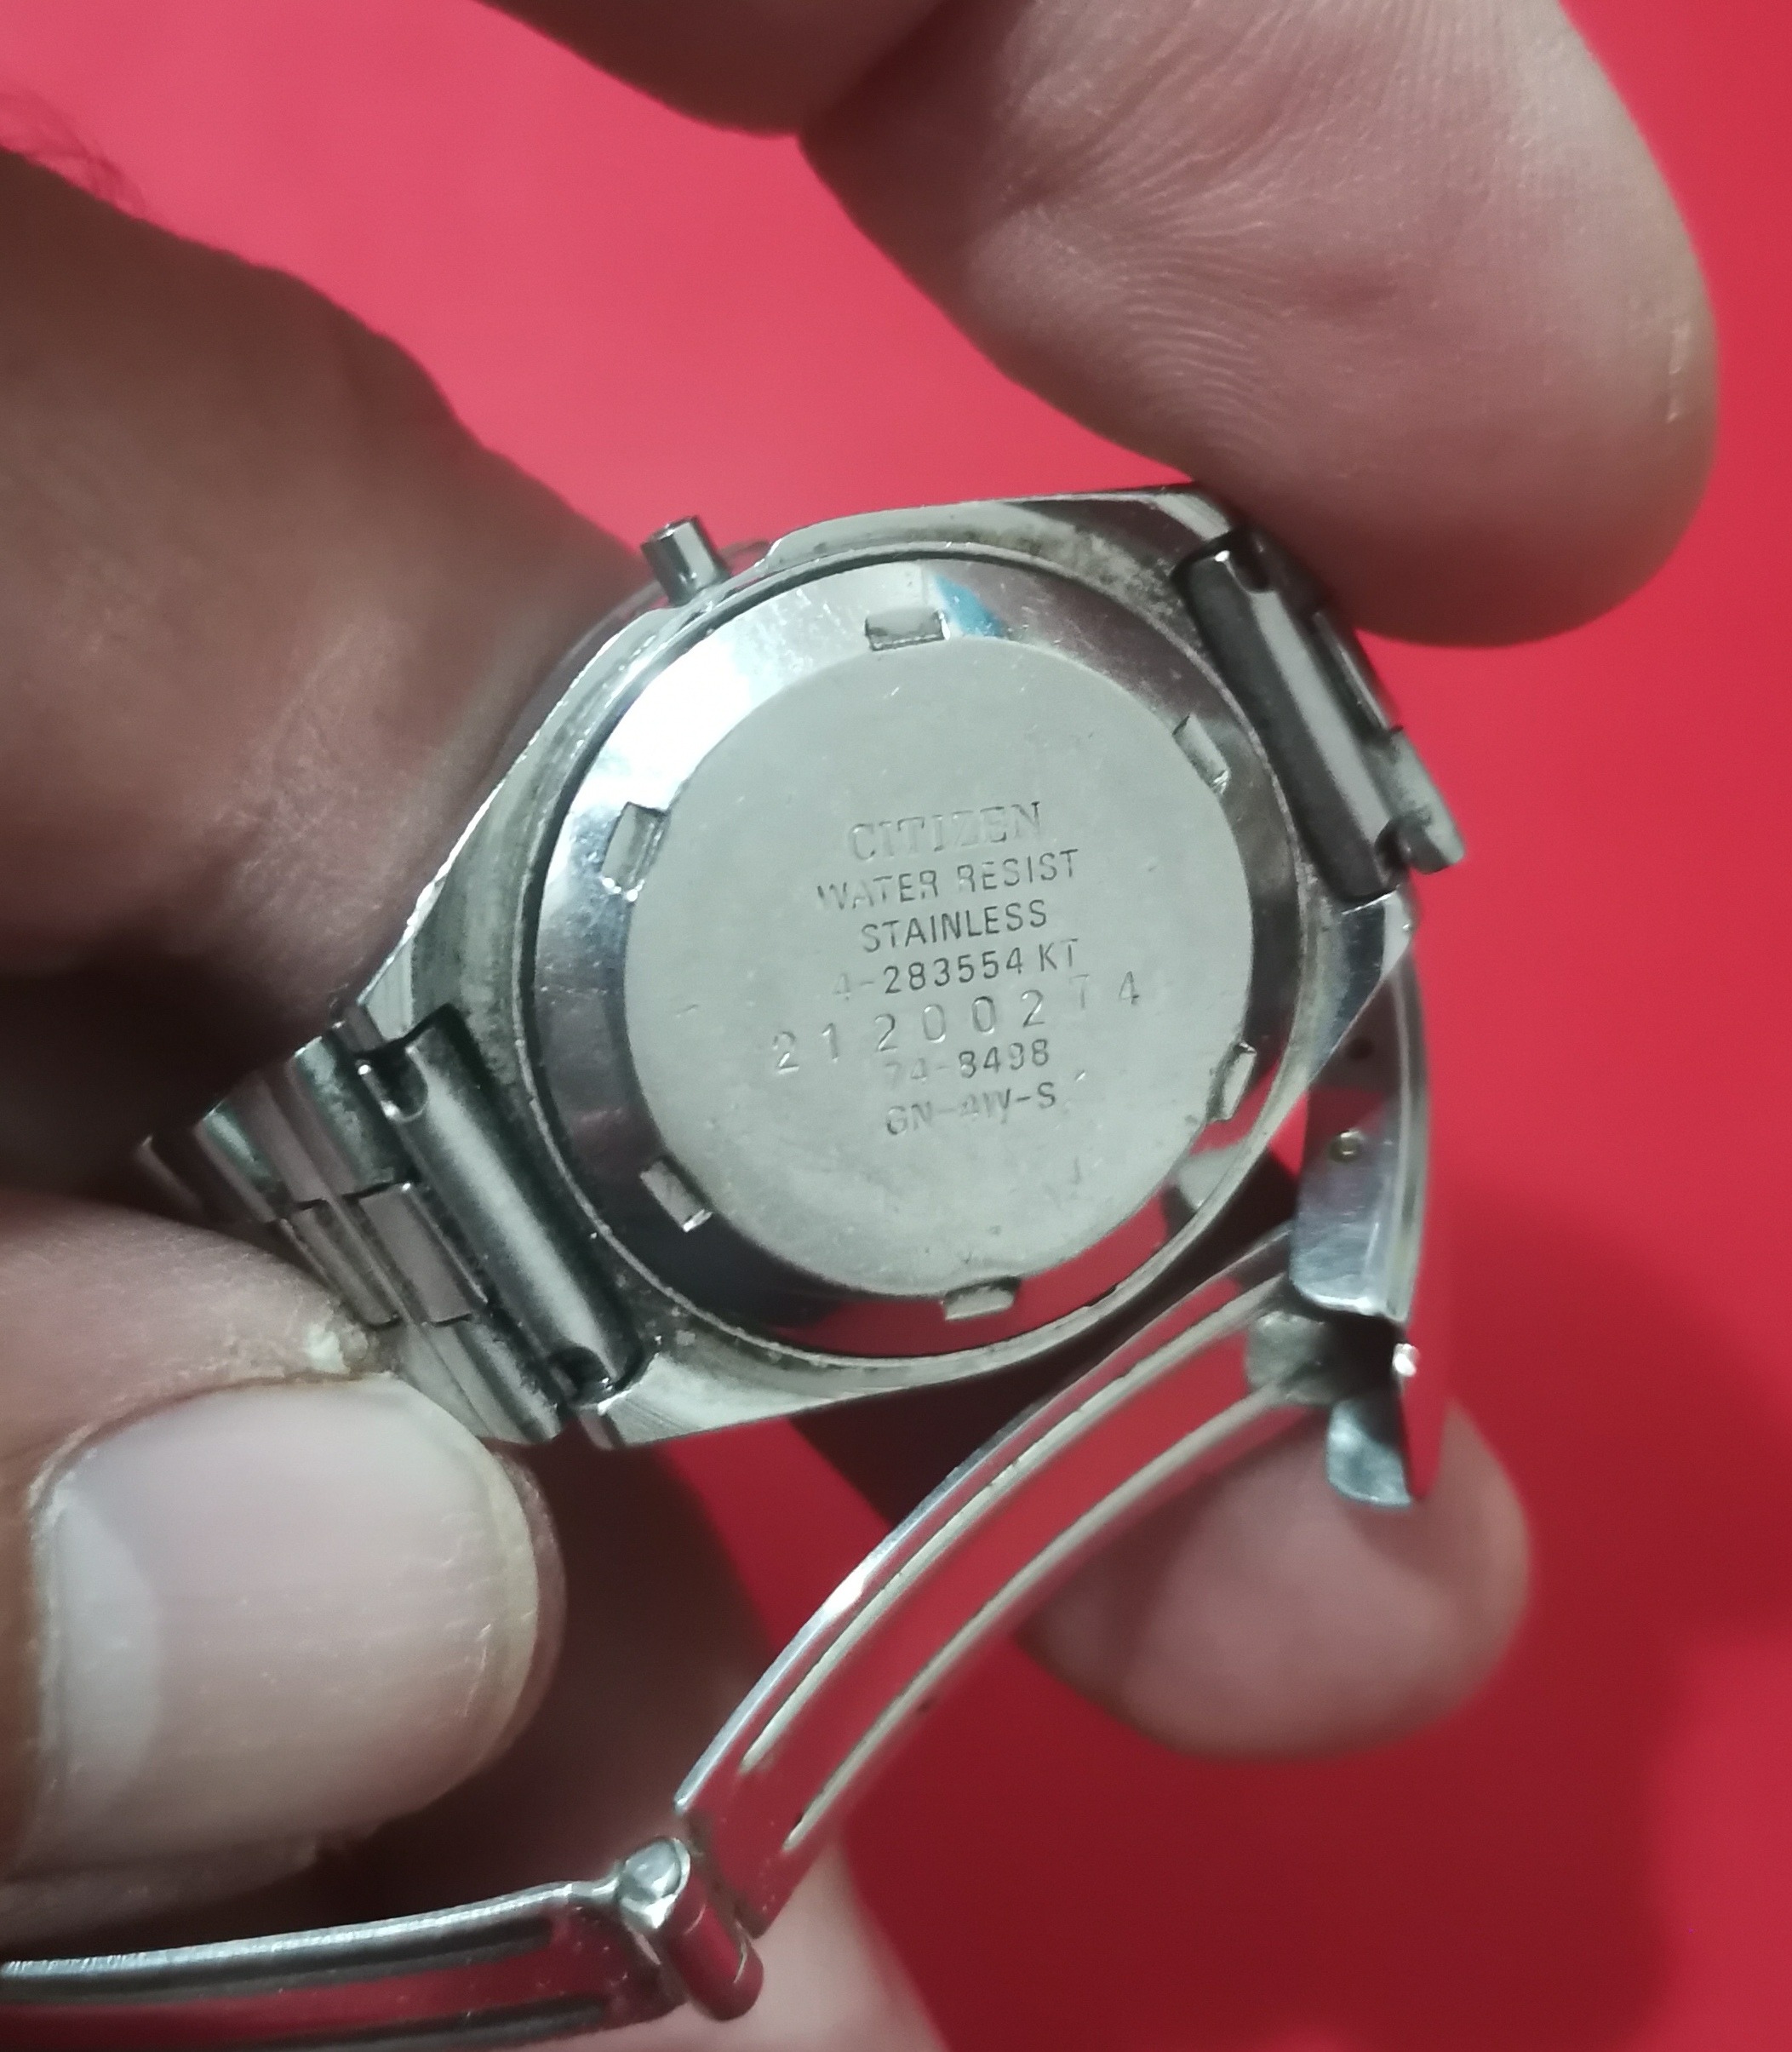 CITIZEN
WATER RESIST
STAINLESS
4-283554 KT
21200274
74-8498
GN-4W-S